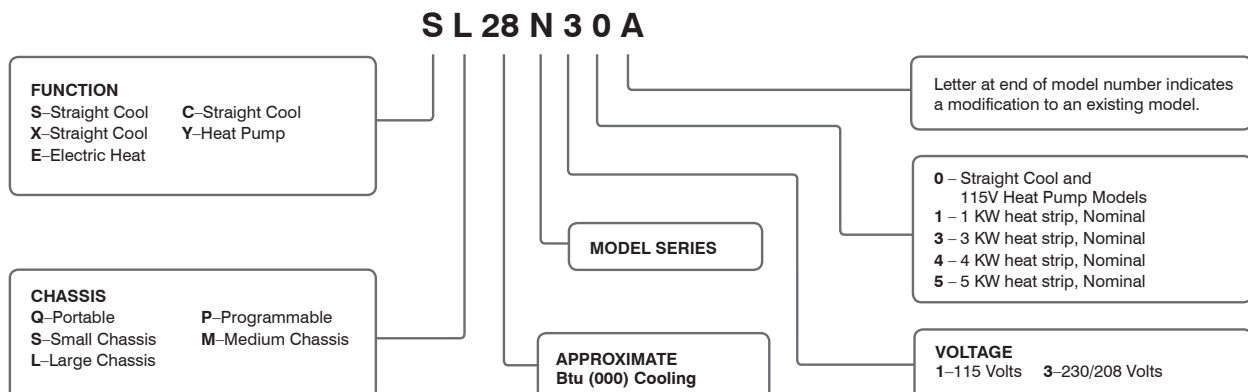 S L 28 N 3 0 A
FUNCTION
S–Straight Cool C–Straight Cool
X–Straight Cool Y–Heat Pump
E–Electric Heat
CHASSIS
Q–Portable P–Programmable
S–Small Chassis M–Medium Chassis
L–Large Chassis
MODEL SERIES
APPROXIMATE
Btu (000) Cooling
Letter at end of model number indicates
a modification to an existing model.
0 – Straight Cool and
115V Heat Pump Models
1 – 1 KW heat strip, Nominal
3 – 3 KW heat strip, Nominal
4 – 4 KW heat strip, Nominal
5 – 5 KW heat strip, Nominal
VOLTAGE
1–115 Volts 3–230/208 Volts